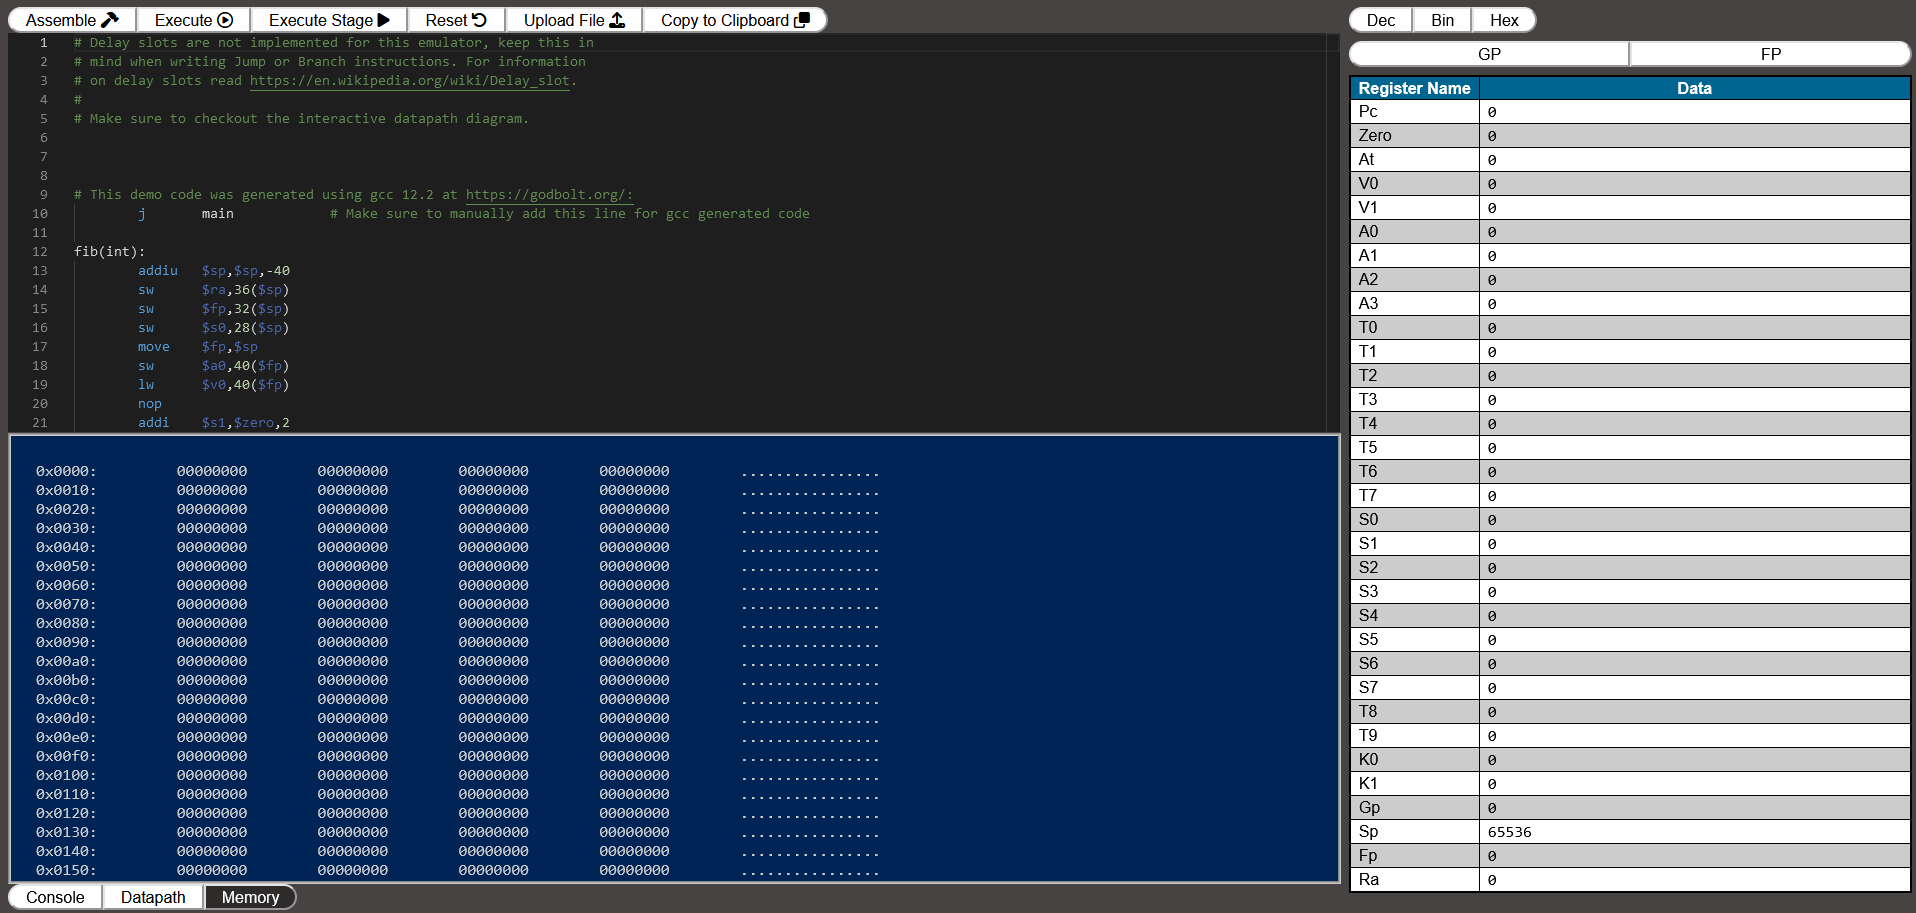 Assemble Execute Execute Stage Reset Upload File Copy to Clipboard
1 # Delay slots are not implemented for this emulator, keep this in
2 # mind when writing Jump or Branch instructions. For information
3 # on delay slots read https://en.wikipedia.org/wiki/Delay_slot.
4 #
5 # Make sure to checkout the interactive datapath diagram.
6
7
8
9 # This demo code was generated using gcc 12.2 at https://godbolt.org/:
10 j main # Make sure to manually add this line for gcc generated code
11
12 fib(int):
13 addiu $sp,$sp,-40
14 sw $ra,36($sp)
15 sw $fp,32($sp)
16 sw $s0,28($sp)
17 move $fp,$sp
18 sw $a0,40($fp)
19 lw $v0,40($fp)
20 nop
21 addi $s1,$zero,2
0x0000: 00000000 00000000 00000000 00000000 ................
0x0010: 00000000 00000000 00000000 00000000 ................
0x0020: 00000000 00000000 00000000 00000000 ................
0x0030: 00000000 00000000 00000000 00000000 ................
0x0040: 00000000 00000000 00000000 00000000 ................
0x0050: 00000000 00000000 00000000 00000000 ................
0x0060: 00000000 00000000 00000000 00000000 ................
0x0070: 00000000 00000000 00000000 00000000 ................
0x0080: 00000000 00000000 00000000 00000000 ................
0x0090: 00000000 00000000 00000000 00000000 ................
0x00a0: 00000000 00000000 00000000 00000000 ................
0x00b0: 00000000 00000000 00000000 00000000 ................
0x00c0: 00000000 00000000 00000000 00000000 ................
0x00d0: 00000000 00000000 00000000 00000000 ................
0x00e0: 00000000 00000000 00000000 00000000 ................
0x00f0: 00000000 00000000 00000000 00000000 ................
0x0100: 00000000 00000000 00000000 00000000 ................
0x0110: 00000000 00000000 00000000 00000000 ................
0x0120: 00000000 00000000 00000000 00000000 ................
0x0130: 00000000 00000000 00000000 00000000 ................
0x0140: 00000000 00000000 00000000 00000000 ................
0x0150: 00000000 00000000 00000000 00000000 ................
Console Datapath Memory
Dec Bin Hex
GP FP
Register Name Data
Pc 0
Zero 0
At 0
V0 0
V1 0
A0 0
A1 0
A2 0
A3 0
T0 0
T1 0
T2 0
T3 0
T4 0
T5 0
T6 0
T7 0
S0 0
S1 0
S2 0
S3 0
S4 0
S5 0
S6 0
S7 0
T8 0
T9 0
K0 0
K1 0
Gp 0
Sp 65536
Fp 0
Ra 0